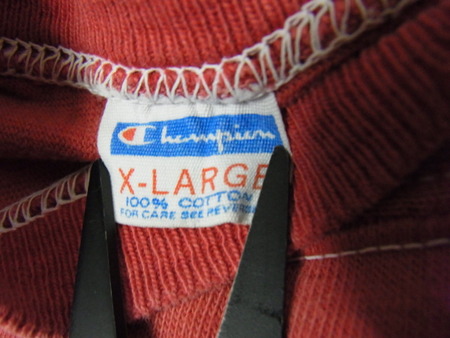 Champion
X-LARGE
100% COTTON
FOR CARE SEE REVERSE